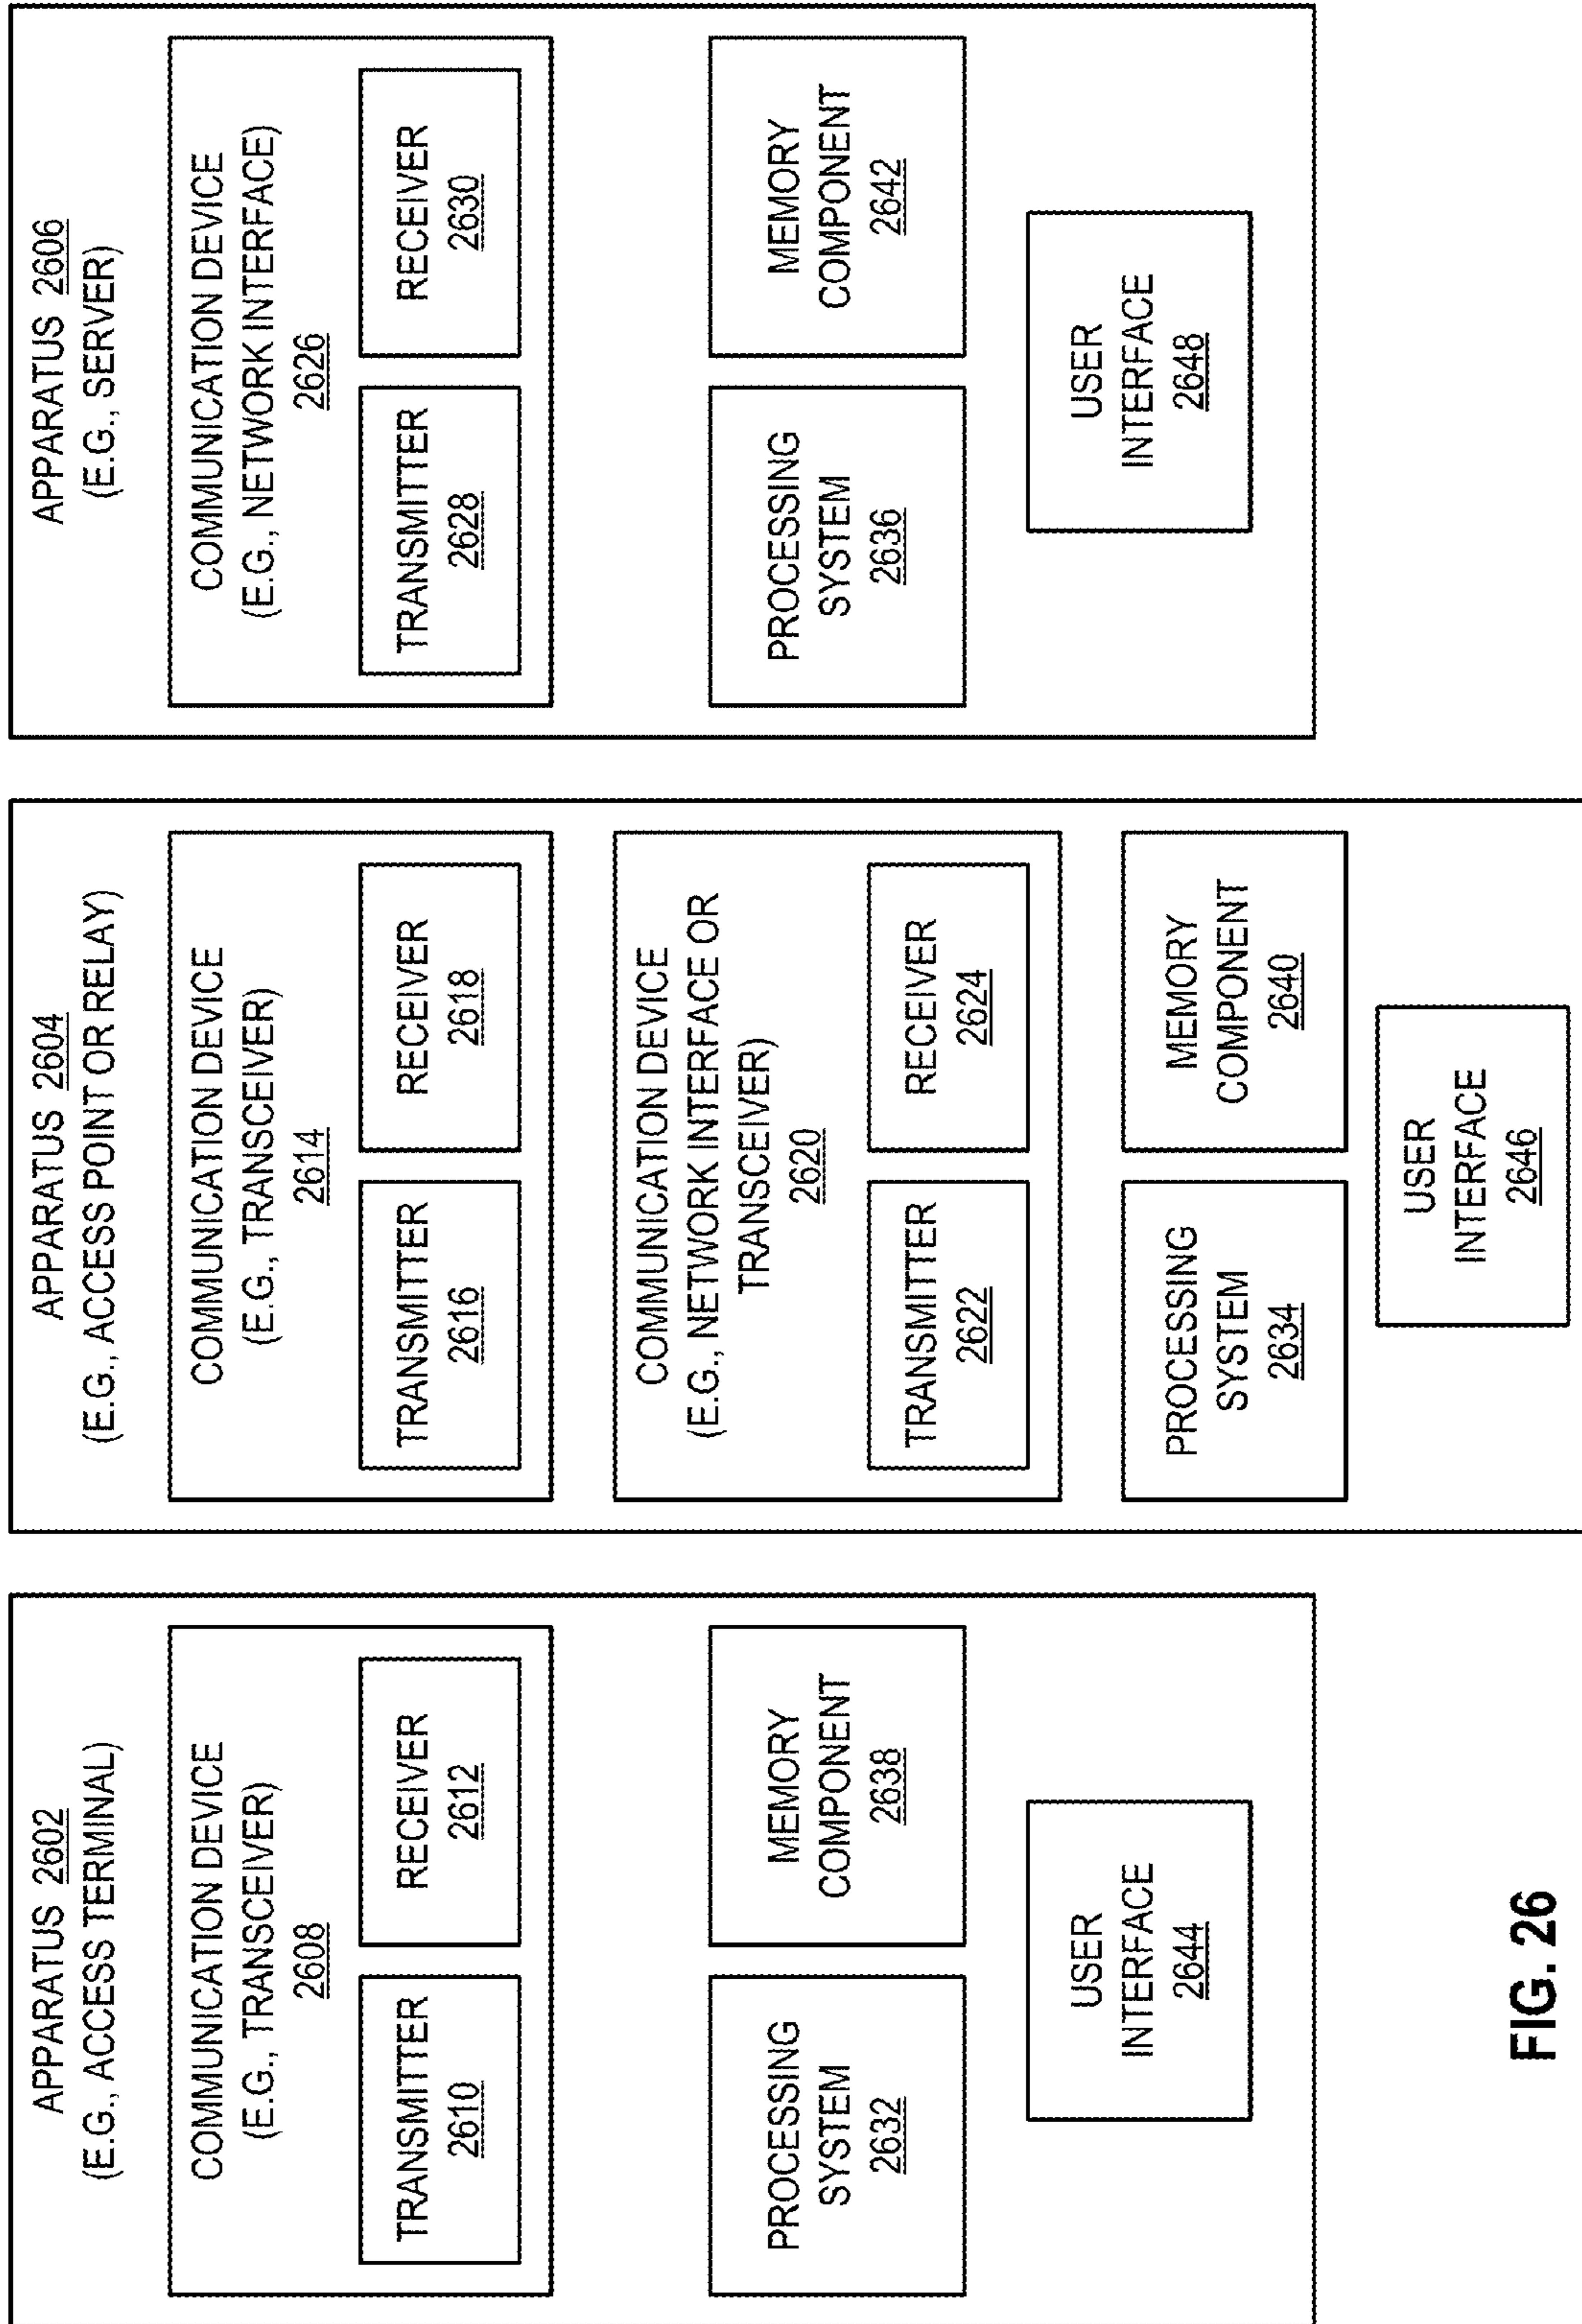 APPARATUS 2602
(E.G., ACCESS TERMINAL)
COMMUNICATION DEVICE
(E.G., TRANSCEIVER)
2608
TRANSMITTER
2610
RECEIVER
2612
PROCESSING
SYSTEM
2632
MEMORY
COMPONENT
2638
USER
INTERFACE
2644
APPARATUS 2604
(E.G., ACCESS POINT OR RELAY)
COMMUNICATION DEVICE
(E.G., TRANSCEIVER)
2614
TRANSMITTER
2616
RECEIVER
2618
COMMUNICATION DEVICE
(E.G., NETWORK INTERFACE OR
TRANSCEIVER)
2620
TRANSMITTER
2622
RECEIVER
2624
PROCESSING
SYSTEM
2634
MEMORY
COMPONENT
2640
USER
INTERFACE
2646
APPARATUS 2606
(E.G., SERVER)
COMMUNICATION DEVICE
(E.G., NETWORK INTERFACE)
2626
TRANSMITTER
2628
RECEIVER
2630
PROCESSING
SYSTEM
2636
MEMORY
COMPONENT
2642
USER
INTERFACE
2648
FIG. 26